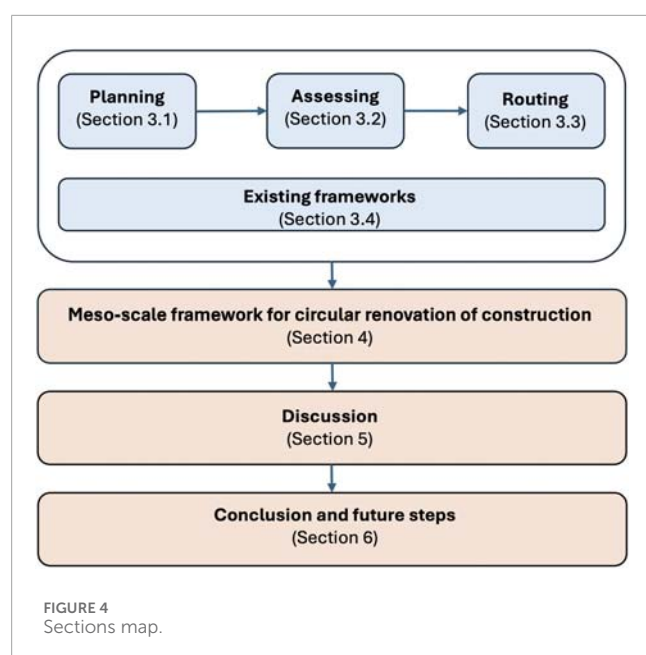 Planning
(Section 3.1)
Assessing
(Section 3.2)
Routing
(Section 3.3)
Existing frameworks
(Section 3.4)
Meso-scale framework for circular renovation of construction
(Section 4)
Discussion
(Section 5)
Conclusion and future steps
(Section 6)
FIGURE 4
Sections map.